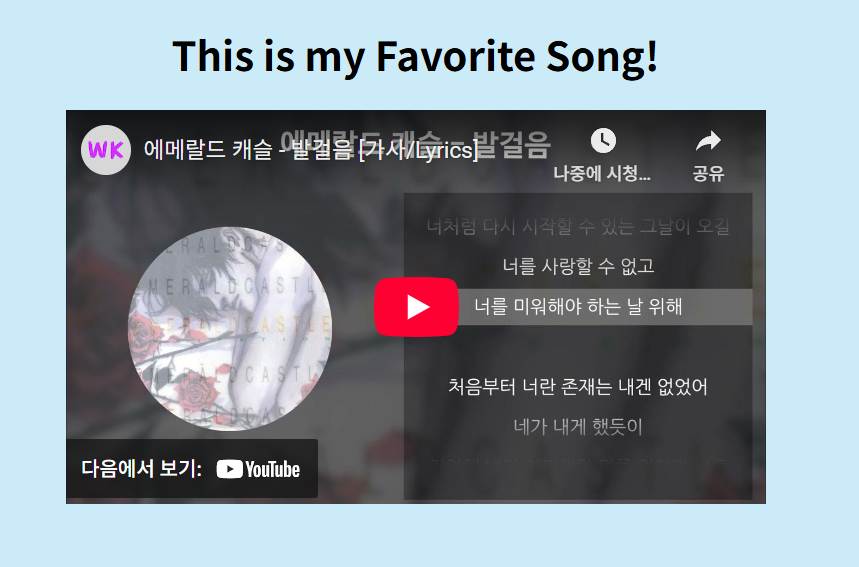 This is my Favorite Song!
에메랄드 캐슬 - 발걸음
WK
에메랄드 캐슬 - 발걸음 [가사/Lyrics]
나중에 시청...
공유
너처럼 다시 시작할 수 있는 그날이 오길
너를 사랑할 수 없고
너를 미워해야 하는 날 위해
처음부터 너란 존재는 내겐 없었어
네가 내게 했듯이
EMERALDCASTLE
다음에서 보기:
YouTube